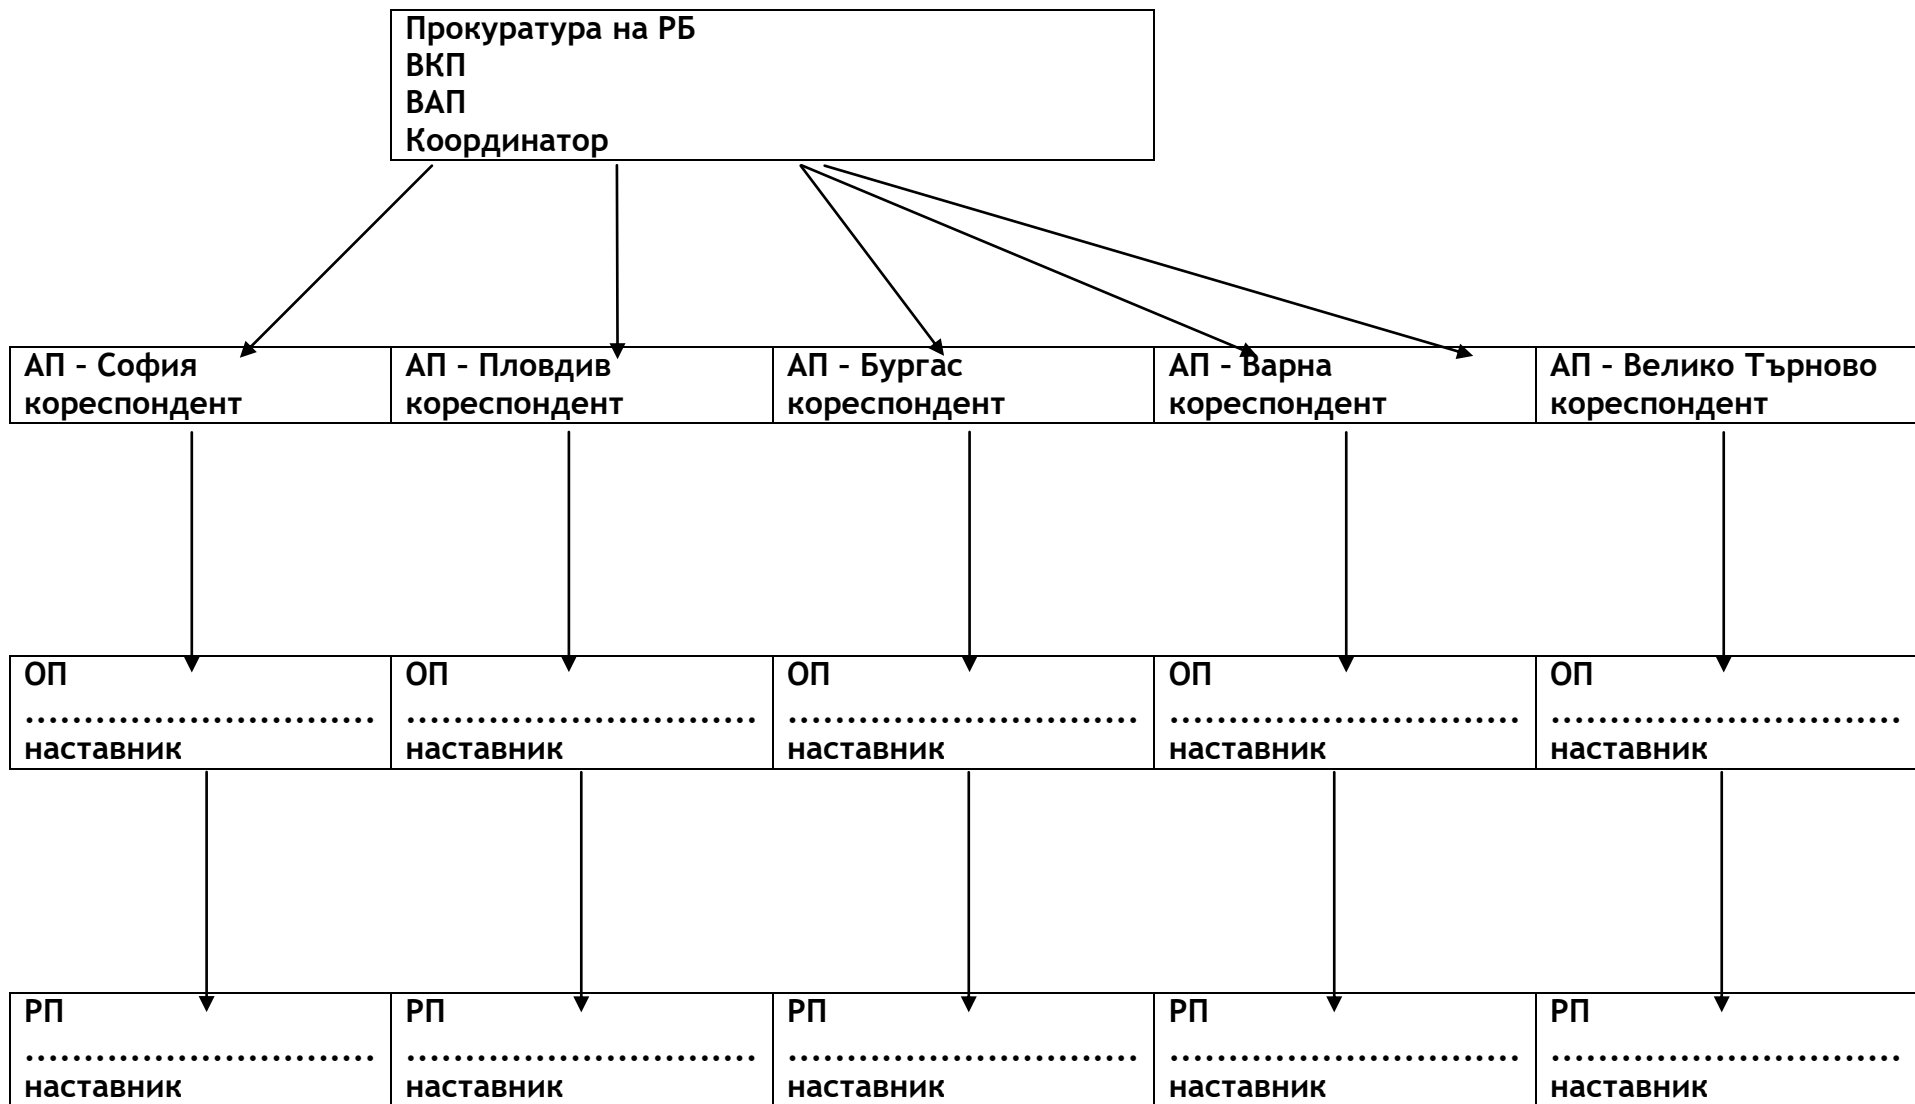 Прокуратура на РБ
ВКП
ВАП
Координатор
АП - София
кореспондент
АП - Пловдив
кореспондент
АП - Бургас
кореспондент
АП - Варна
кореспондент
АП - Велико Търново
кореспондент
ОП
..............................
наставник
ОП
..............................
наставник
ОП
..............................
наставник
ОП
..............................
наставник
ОП
..............................
наставник
РП
..............................
наставник
РП
..............................
наставник
РП
..............................
наставник
РП
..............................
наставник
РП
..............................
наставник